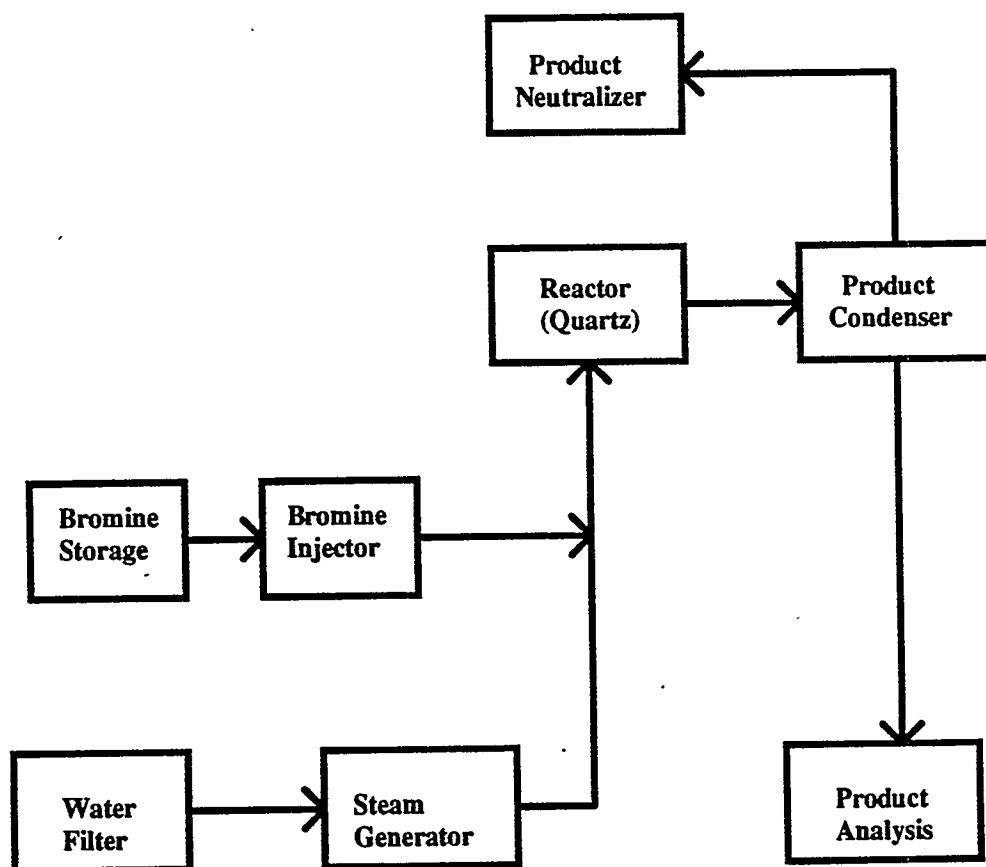 Product
Neutralizer
Reactor
(Quartz)
Product
Condenser
Bromine
Storage
Bromine
Injector
Water
Filter
Steam
Generator
Product
Analysis